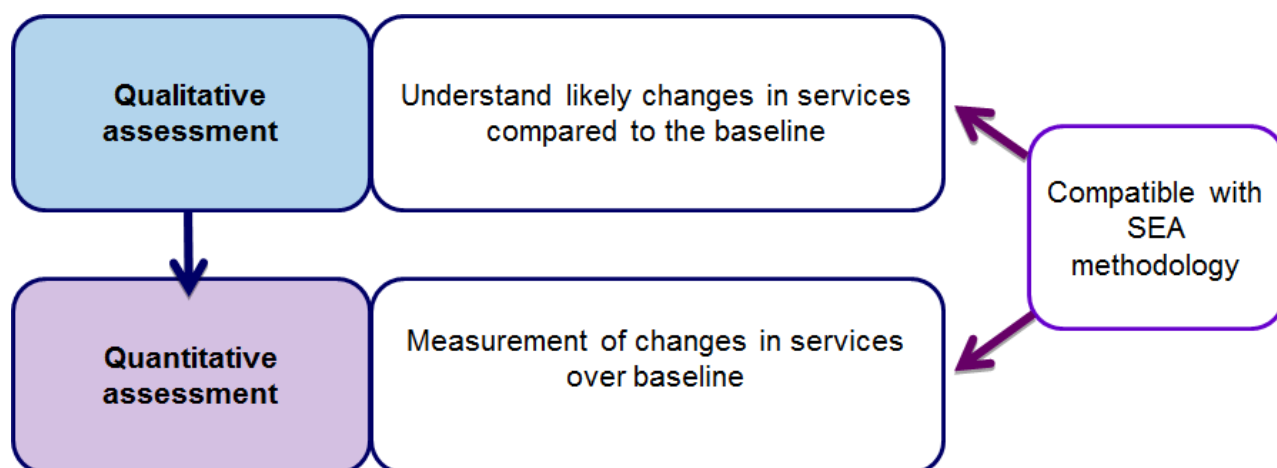 Qualitative
assessment
Understand likely changes in services
compared to the baseline
Compatible with
SEA
methodology
Quantitative
assessment
Measurement of changes in services
over baseline